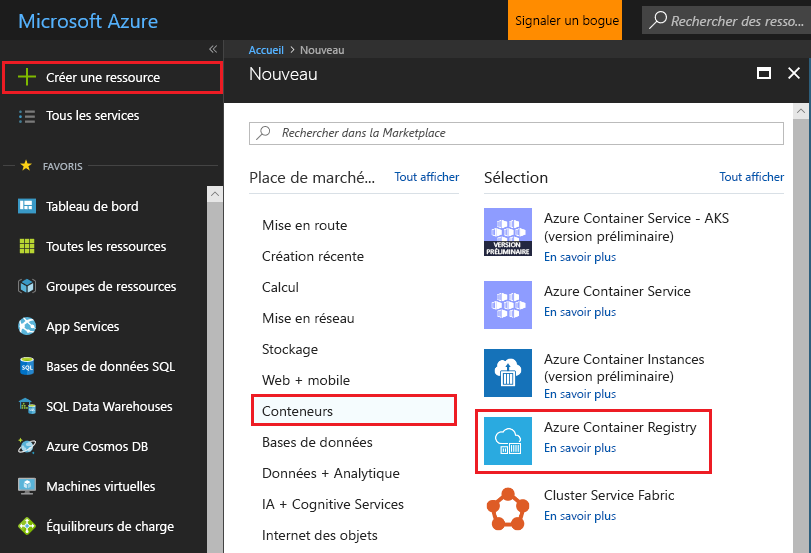 Microsoft Azure
Signaler un bogue
Rechercher des resso...
Créer une ressource
Tous les services
FAVORIS
Tableau de bord
Toutes les ressources
Groupes de ressources
App Services
Bases de données SQL
SQL Data Warehouses
Azure Cosmos DB
Machines virtuelles
Équilibreurs de charge
Accueil > Nouveau
Nouveau
Rechercher dans la Marketplace
Place de marché...
Tout afficher
Mise en route
Création récente
Calcul
Mise en réseau
Stockage
Web + mobile
Conteneurs
Bases de données
Données + Analytique
IA + Cognitive Services
Internet des objets
Sélection
Tout afficher
VERSION
PRÉLIMINAIRE
Azure Container Service - AKS
(version préliminaire)
En savoir plus
Azure Container Service
En savoir plus
Azure Container Instances
(version préliminaire)
En savoir plus
Azure Container Registry
En savoir plus
Cluster Service Fabric
En savoir plus